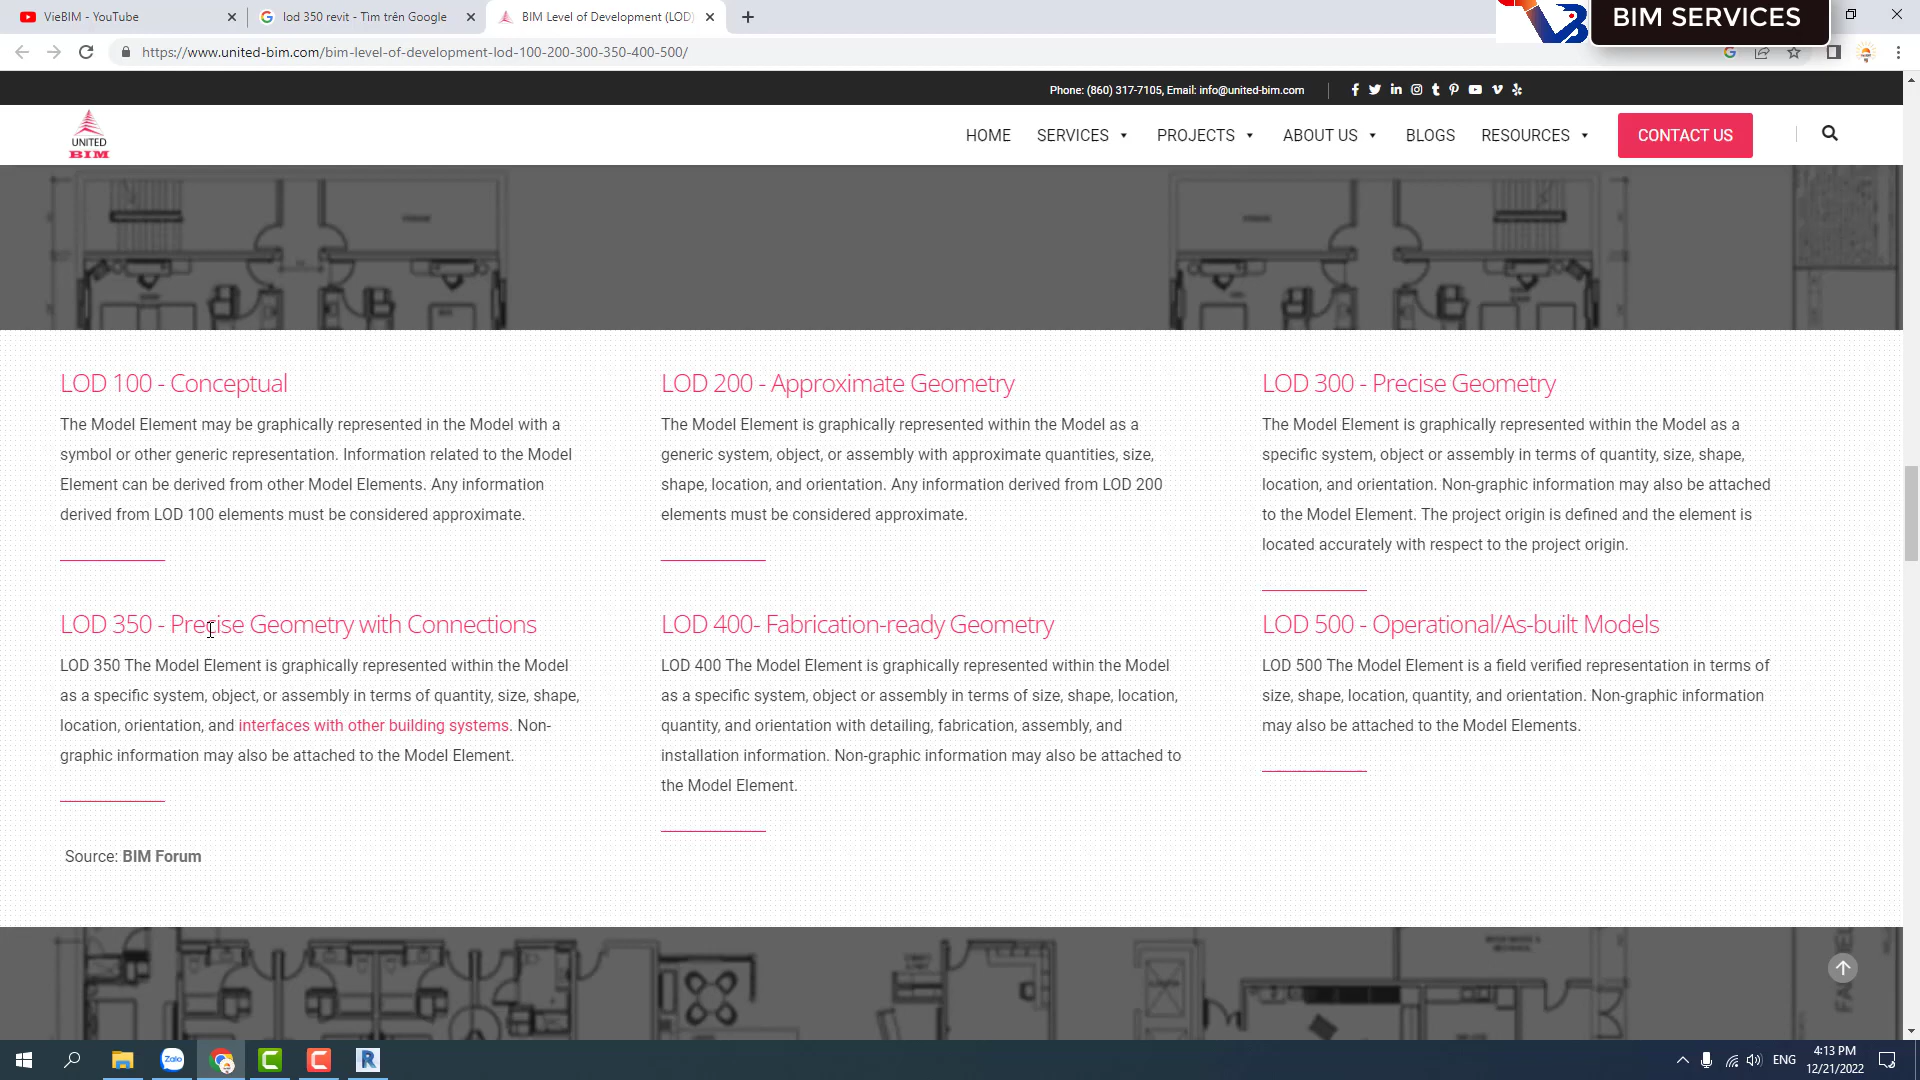 VieBIM - YouTube
lod 350 revit - Tìm trên Google
BIM Level of Development (LOD)
BIM SERVICES
https://www.united-bim.com/bim-level-of-development-lod-100-200-300-350-400-500/
Phone: (860) 317-7105, Email: info@united-bim.com
UNITED
BIM
HOME
SERVICES
PROJECTS
ABOUT US
BLOGS
RESOURCES
CONTACT US
LOD 100 - Conceptual
The Model Element may be graphically represented in the Model with a
symbol or other generic representation. Information related to the Model
Element can be derived from other Model Elements. Any information
derived from LOD 100 elements must be considered approximate.
LOD 200 - Approximate Geometry
The Model Element is graphically represented within the Model as a
generic system, object, or assembly with approximate quantities, size,
shape, location, and orientation. Any information derived from LOD 200
elements must be considered approximate.
LOD 300 - Precise Geometry
The Model Element is graphically represented within the Model as a
specific system, object or assembly in terms of quantity, size, shape,
location, and orientation. Non-graphic information may also be attached
to the Model Element. The project origin is defined and the element is
located accurately with respect to the project origin.
LOD 350 - Precise Geometry with Connections
LOD 350 The Model Element is graphically represented within the Model
as a specific system, object, or assembly in terms of quantity, size, shape,
location, orientation, and interfaces with other building systems. Non-
graphic information may also be attached to the Model Element.
LOD 400- Fabrication-ready Geometry
LOD 400 The Model Element is graphically represented within the Model
as a specific system, object or assembly in terms of size, shape, location,
quantity, and orientation with detailing, fabrication, assembly, and
installation information. Non-graphic information may also be attached to
the Model Element.
LOD 500 - Operational/As-built Models
LOD 500 The Model Element is a field verified representation in terms of
size, shape, location, quantity, and orientation. Non-graphic information
may also be attached to the Model Elements.
Source: BIM Forum
Zalo
ENG
4:13 PM
12/21/2022